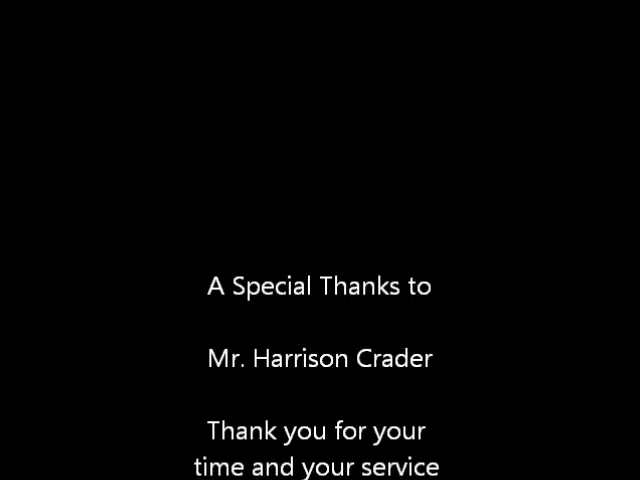 A Special Thanks to
Mr. Harrison Crader
Thank you for your
time and your service